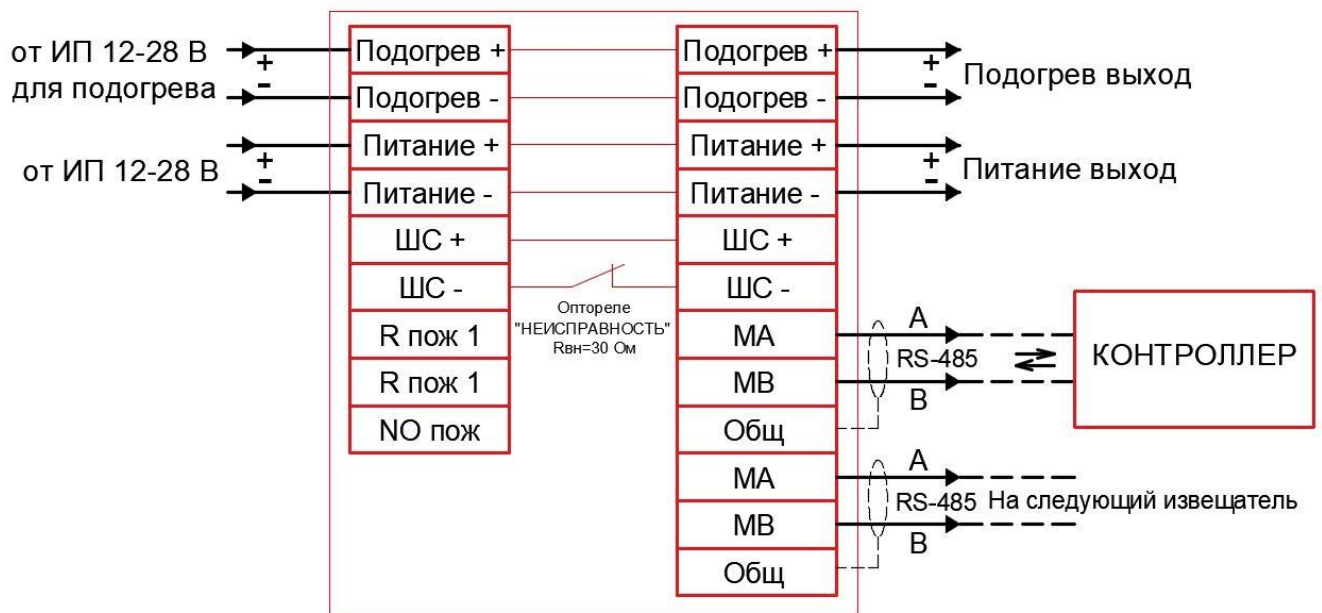 от ИП 12-28 В
для подогрева
+
-
от ИП 12-28 В
+
-
Подогрев +
Подогрев -
Питание +
Питание -
ШС +
ШС -
R пож 1
R пож 1
NO пож
Оптореле
"НЕИСПРАВНОСТЬ"
Rвн=30 Ом
Подогрев +
Подогрев -
Питание +
Питание -
ШС +
ШС -
МА
МВ
Общ
МА
МВ
Общ
+
-
Подогрев выход
+
-
Питание выход
A
RS-485
B
КОНТРОЛЛЕР
A
RS-485 На следующий извещатель
B